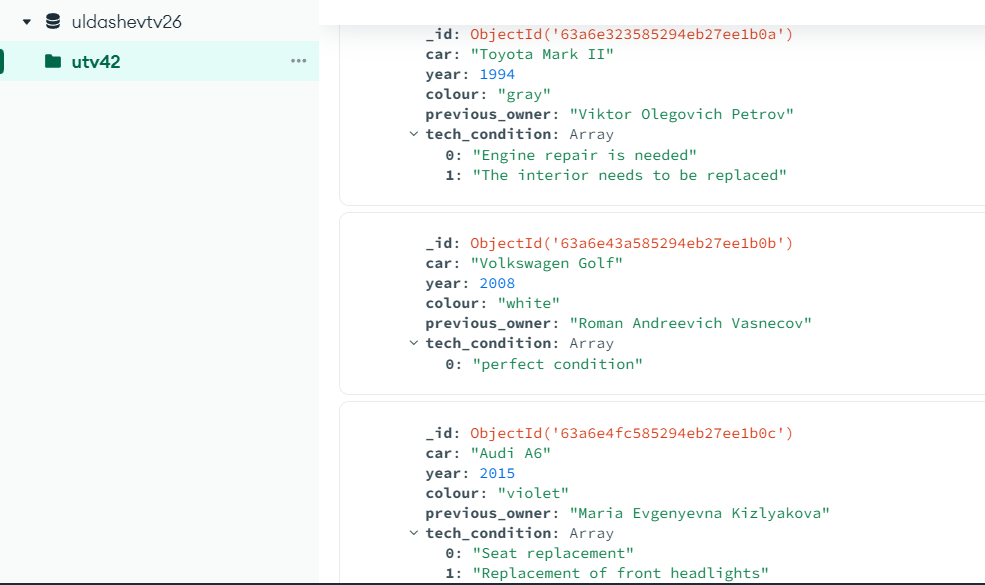 uldashevtv26
utv42
_id: ObjectId('63a6e323585294eb27ee1b0a')
car: "Toyota Mark II"
year: 1994
colour: "gray"
previous_owner: "Viktor Olegovich Petrov"
tech_condition: Array
0: "Engine repair is needed"
1: "The interior needs to be replaced"
_id: ObjectId('63a6e43a585294eb27ee1b0b')
car: "Volkswagen Golf"
year: 2008
colour: "white"
previous_owner: "Roman Andreevich Vasnecov"
tech_condition: Array
0: "perfect condition"
_id: ObjectId('63a6e4fc585294eb27ee1b0c')
car: "Audi A6"
year: 2015
colour: "violet"
previous_owner: "Maria Evgenyevna Kizlyakova"
tech_condition: Array
0: "Seat replacement"
1: "Replacement of front headlights"